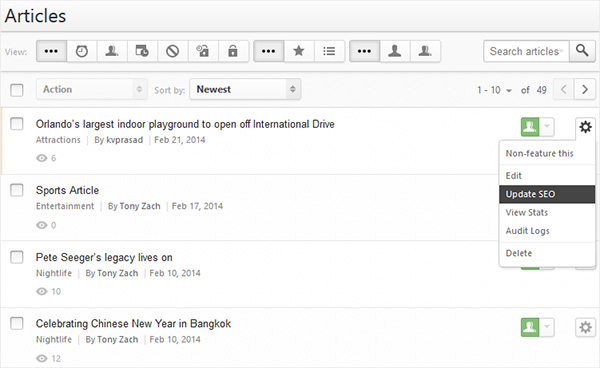 Articles
View:
Search articles
Action
Sort by: Newest
1 - 10 of 49
Orlando's largest indoor playground to open off International Drive
Attractions | By kvprasad | Feb 21, 2014
6
Non-feature this
Edit
Update SEO
View Stats
Audit Logs
Delete
Sports Article
Entertainment | By Tony Zach | Feb 17, 2014
0
Pete Seeger's legacy lives on
Nightlife | By Tony Zach | Feb 10, 2014
10
Celebrating Chinese New Year in Bangkok
Nightlife | By Tony Zach | Feb 10, 2014
12